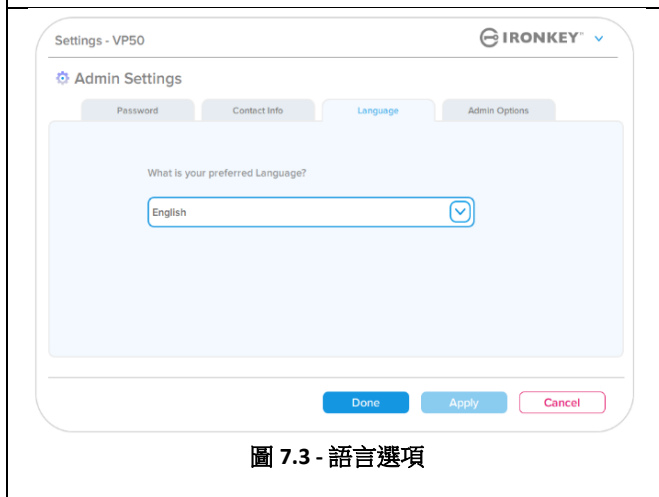 Settings - VP50
IRONKEY™
Admin Settings
Password
Contact Info
Language
Admin Options
What is your preferred Language?
English
Done
Apply
Cancel
圖 7.3 - 語言選項